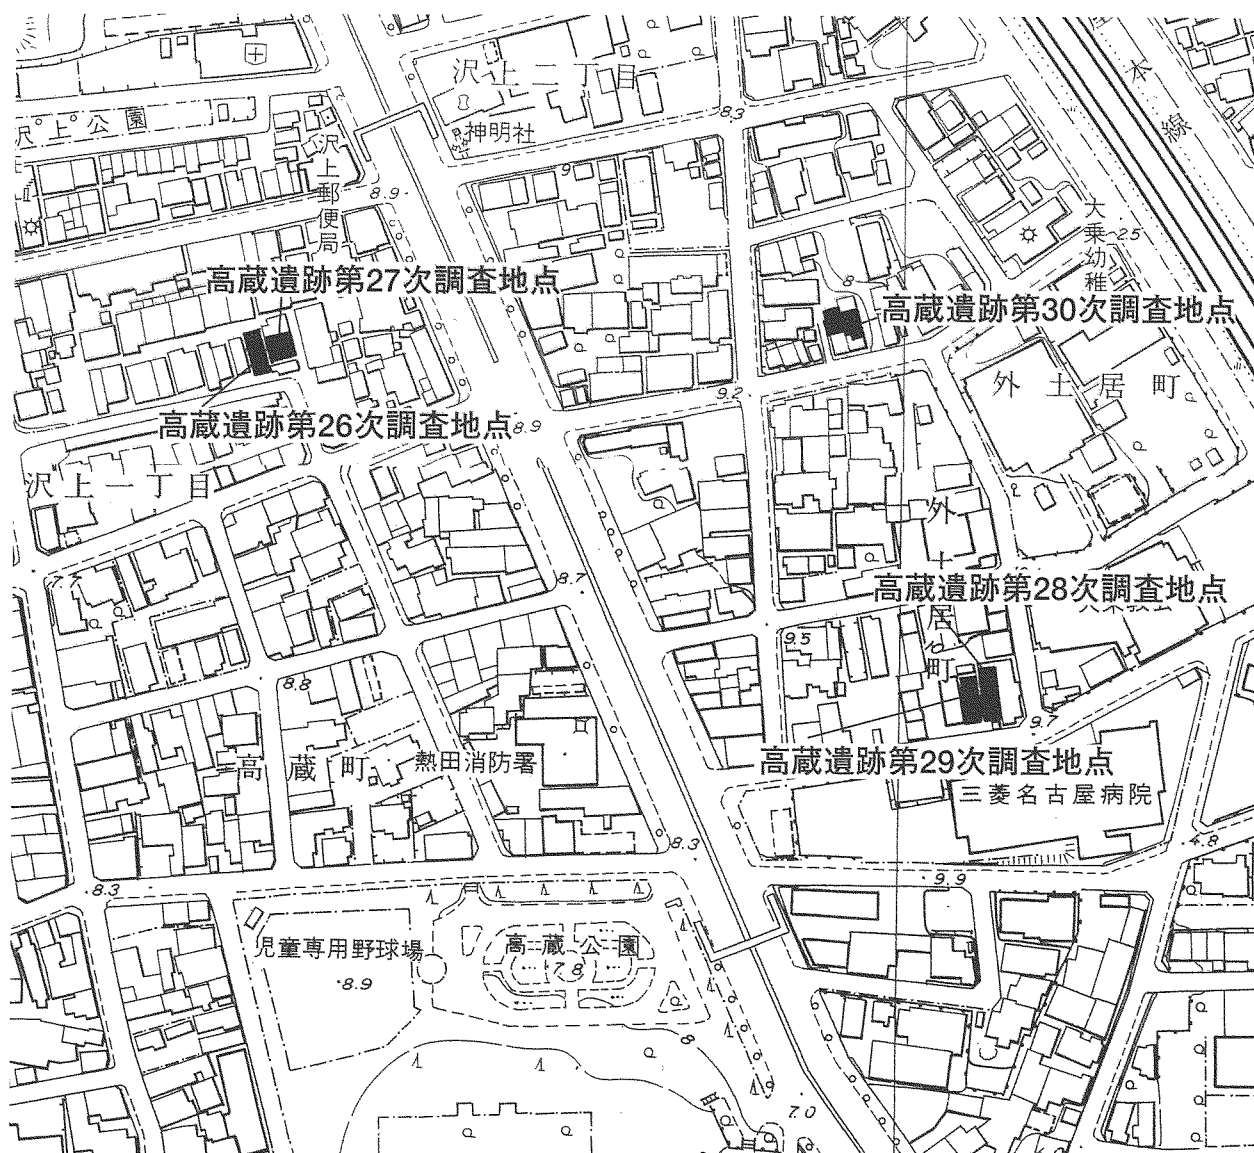 沢上二丁目
本
線
8.3
沢上公園
神明社
沢上郵便局
8.9
9
大乗幼稚
2.5
8
高蔵遺跡第27次調査地点
高蔵遺跡第30次調査地点
外土居町
9.2
高蔵遺跡第26次調査地点
8.9
沢上一丁目
外土居町
7.7
8.7
高蔵遺跡第28次調査地点
9.5
8.8
9.7
高蔵町
熱田消防署
高蔵遺跡第29次調査地点
三菱名古屋病院
8.3
4.8
8.3
9.9
児童専用野球場
高蔵公園
7.8
8.9
8
7.0